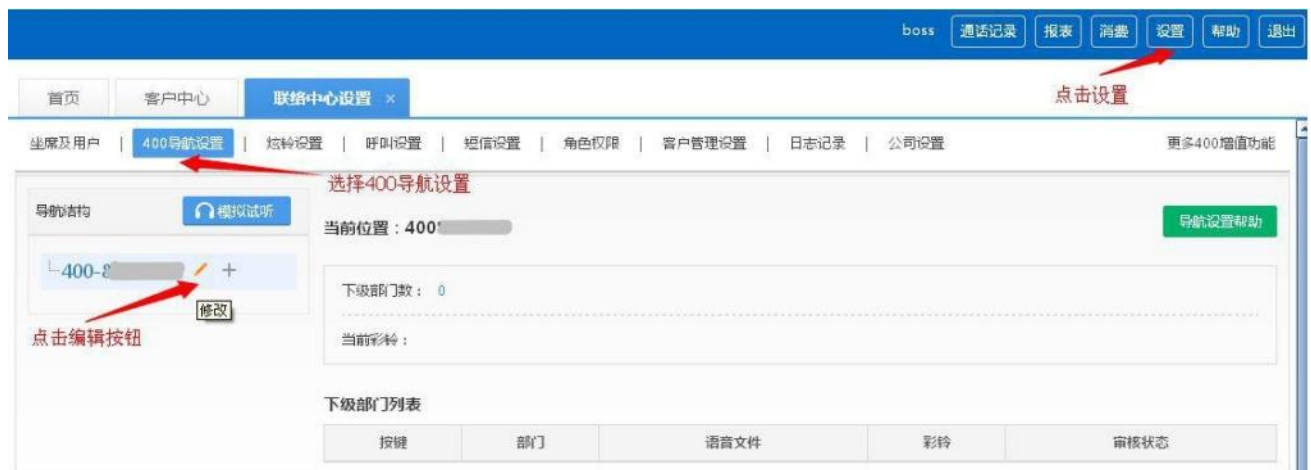 boss 通话记录 报表 消费 设置 帮助 退出
点击设置
首页 客户中心 联络中心设置 ×
坐席及用户 | 400导航设置 | 炫铃设置 | 呼叫设置 | 短信设置 | 角色权限 | 客户管理设置 | 日志记录 | 公司设置 更多400增值功能
选择400导航设置
导航结构 模拟试听
当前位置：400
导航设置帮助
400-8
修改
点击编辑按钮
下级部门数： 0
当前彩铃：
下级部门列表
按键 部门 语音文件 彩铃 审核状态